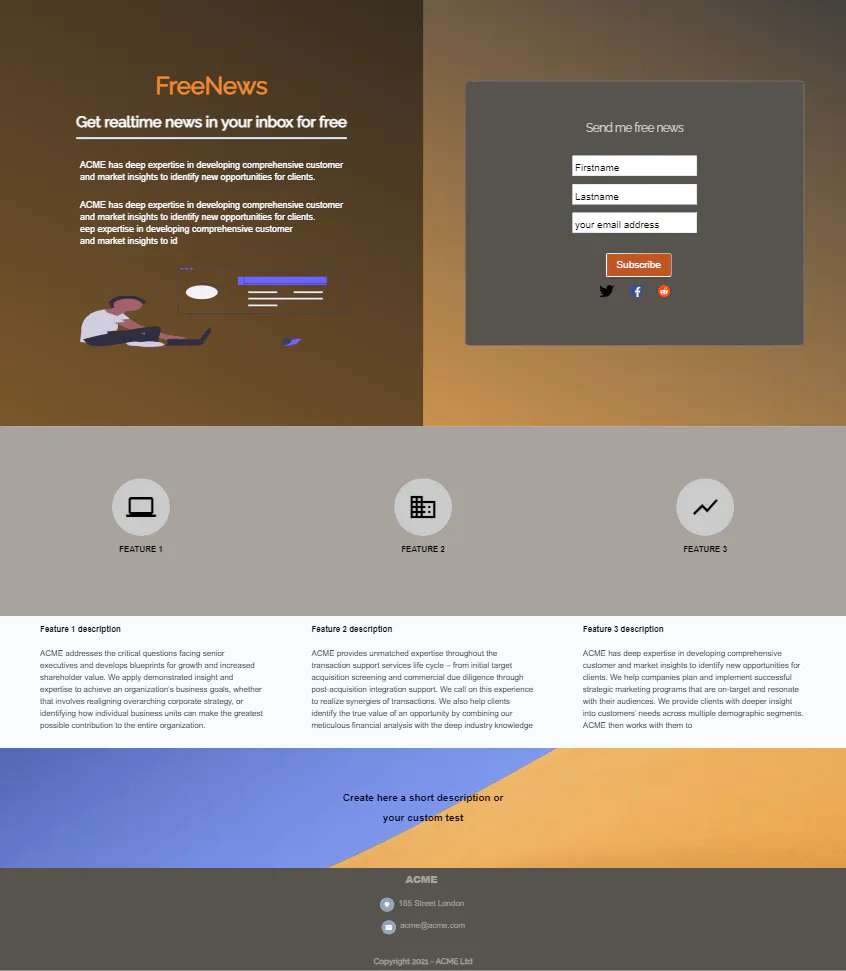 FreeNews
Get realtime news in your inbox for free
ACME has deep expertise in developing comprehensive customer
and market insights to identify new opportunities for clients.
ACME has deep expertise in developing comprehensive customer
and market insights to identify new opportunities for clients.
eep expertise in developing comprehensive customer
and market insights to id
Send me free news
Firstname
Lastname
your email address
Subscribe
FEATURE 1
FEATURE 2
FEATURE 3
Feature 1 description
ACME addresses the critical questions facing senior
executives and develops blueprints for growth and increased
shareholder value. We apply demonstrated insight and
expertise to achieve an organization's business goals, whether
that involves realigning overarching corporate strategy, or
identifying how individual business units can make the greatest
possible contribution to the entire organization.
Feature 2 description
ACME provides unmatched expertise throughout the
transaction support services life cycle – from initial target
acquisition screening and commercial due diligence through
post-acquisition integration support. We call on this experience
to realize synergies of transactions. We also help clients
identify the true value of an opportunity by combining our
meticulous financial analysis with the deep industry knowledge
Feature 3 description
ACME has deep expertise in developing comprehensive
customer and market insights to identify new opportunities for
clients. We help companies plan and implement successful
strategic marketing programs that are on-target and resonate
with their audiences. We provide clients with deeper insight
into customers' needs across multiple demographic segments.
ACME then works with them to
Create here a short description or
your custom test
ACME
185 Street London
acme@acme.com
Copyright 2021 - ACME Ltd